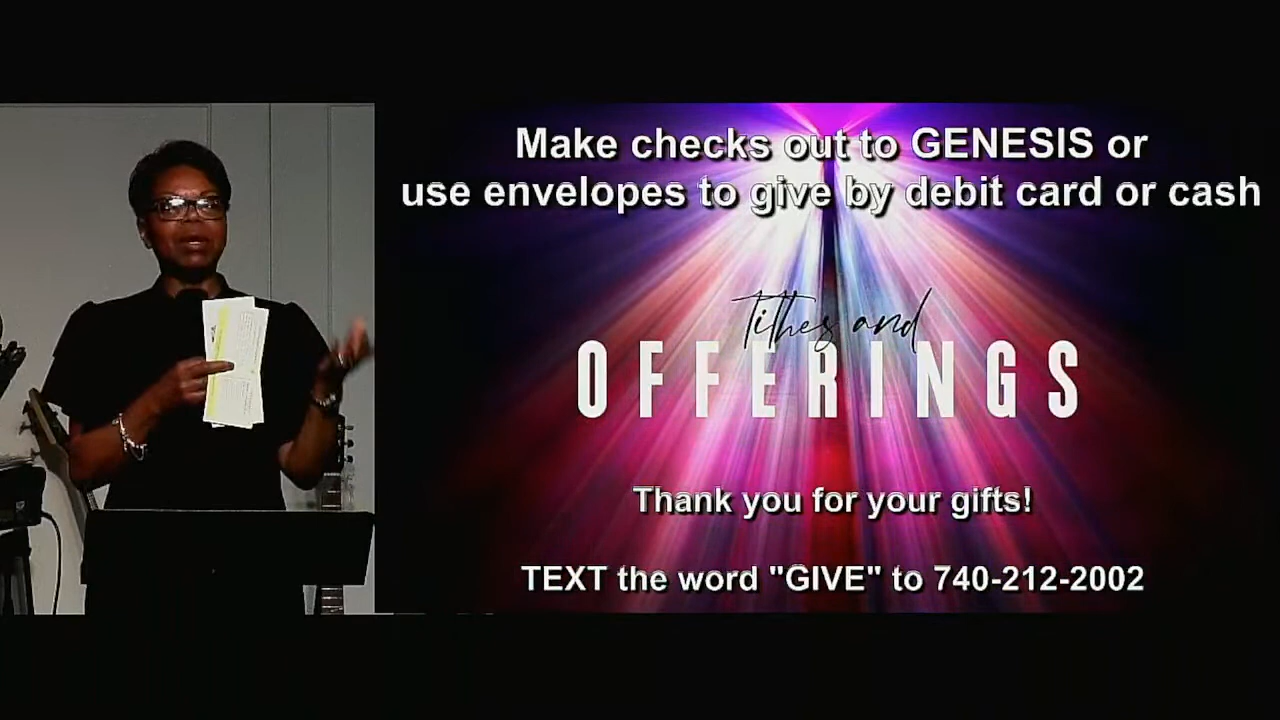 Make checks out to GENESIS or
use envelopes to give by debit card or cash
tithes and
OFFERINGS
Thank you for your gifts!
TEXT the word "GIVE" to 740-212-2002